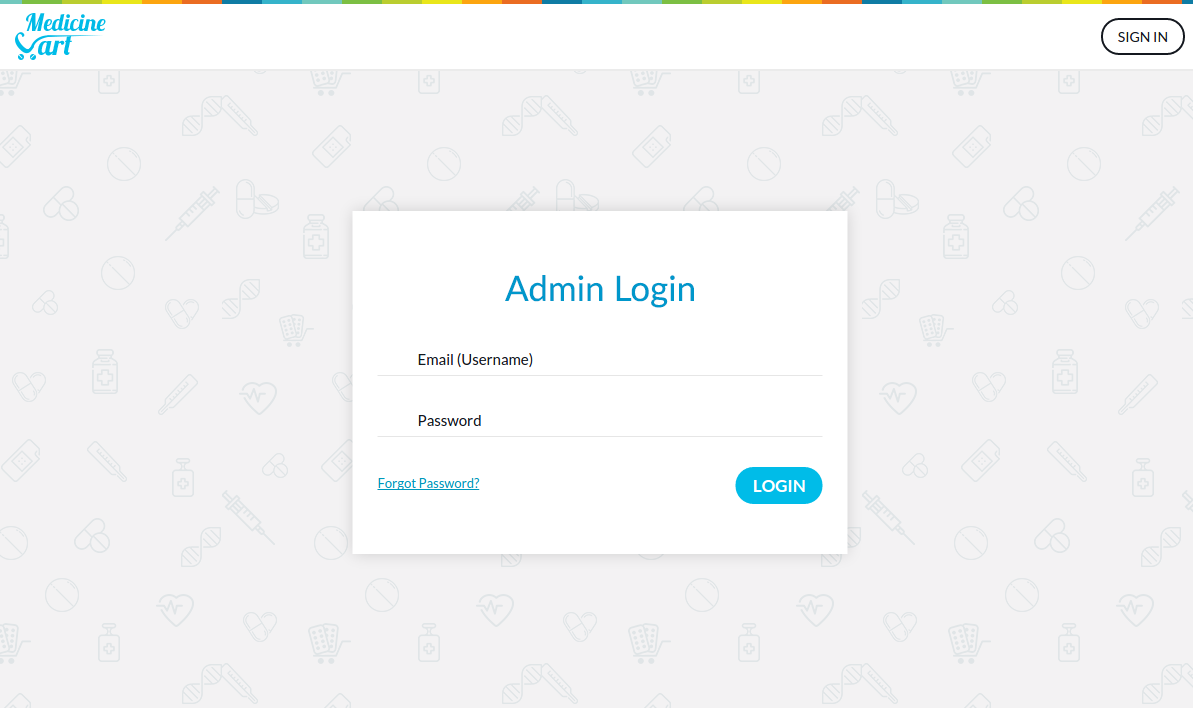 Medicine
Cart
SIGN IN
Admin Login
Email (Username)
Password
Forgot Password?
LOGIN